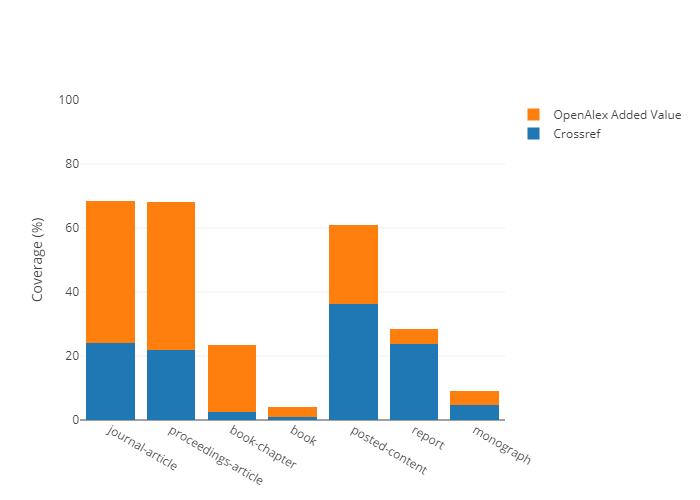 100
80
60
40
20
0
Coverage (%)
journal-article
proceedings-article
book-chapter
book
posted-content
report
monograph
OpenAlex Added Value
Crossref